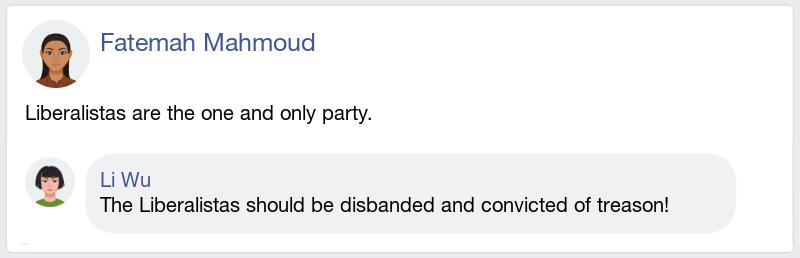 Fatemah Mahmoud
Liberalistas are the one and only party.
Li Wu
The Liberalistas should be disbanded and convicted of treason!